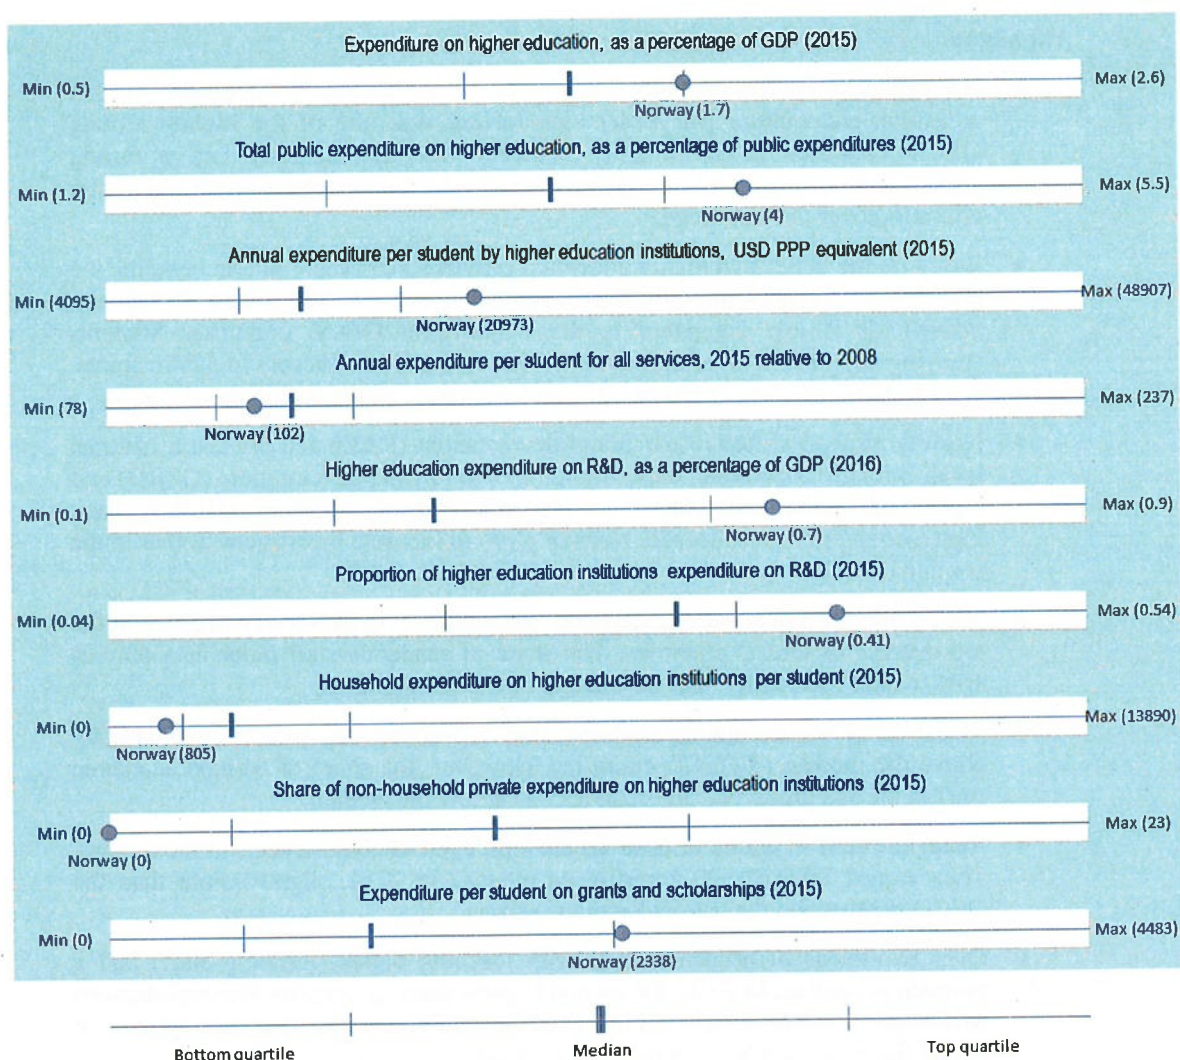 Expenditure on higher education, as a percentage of GDP (2015)
Min (0.5)
Max (2.6)
Norway (1.7)
Total public expenditure on higher education, as a percentage of public expenditures (2015)
Min (1.2)
Max (5.5)
Norway (4)
Annual expenditure per student by higher education institutions, USD PPP equivalent (2015)
Min (4095)
Max (48907)
Norway (20973)
Annual expenditure per student for all services, 2015 relative to 2008
Min (78)
Max (237)
Norway (102)
Higher education expenditure on R&D, as a percentage of GDP (2016)
Min (0.1)
Max (0.9)
Norway (0.7)
Proportion of higher education institutions expenditure on R&D (2015)
Min (0.04)
Max (0.54)
Norway (0.41)
Household expenditure on higher education institutions per student (2015)
Min (0)
Max (13890)
Norway (805)
Share of non-household private expenditure on higher education institutions (2015)
Min (0)
Max (23)
Norway (0)
Expenditure per student on grants and scholarships (2015)
Min (0)
Max (4483)
Norway (2338)
Bottom quartile Median Top quartile